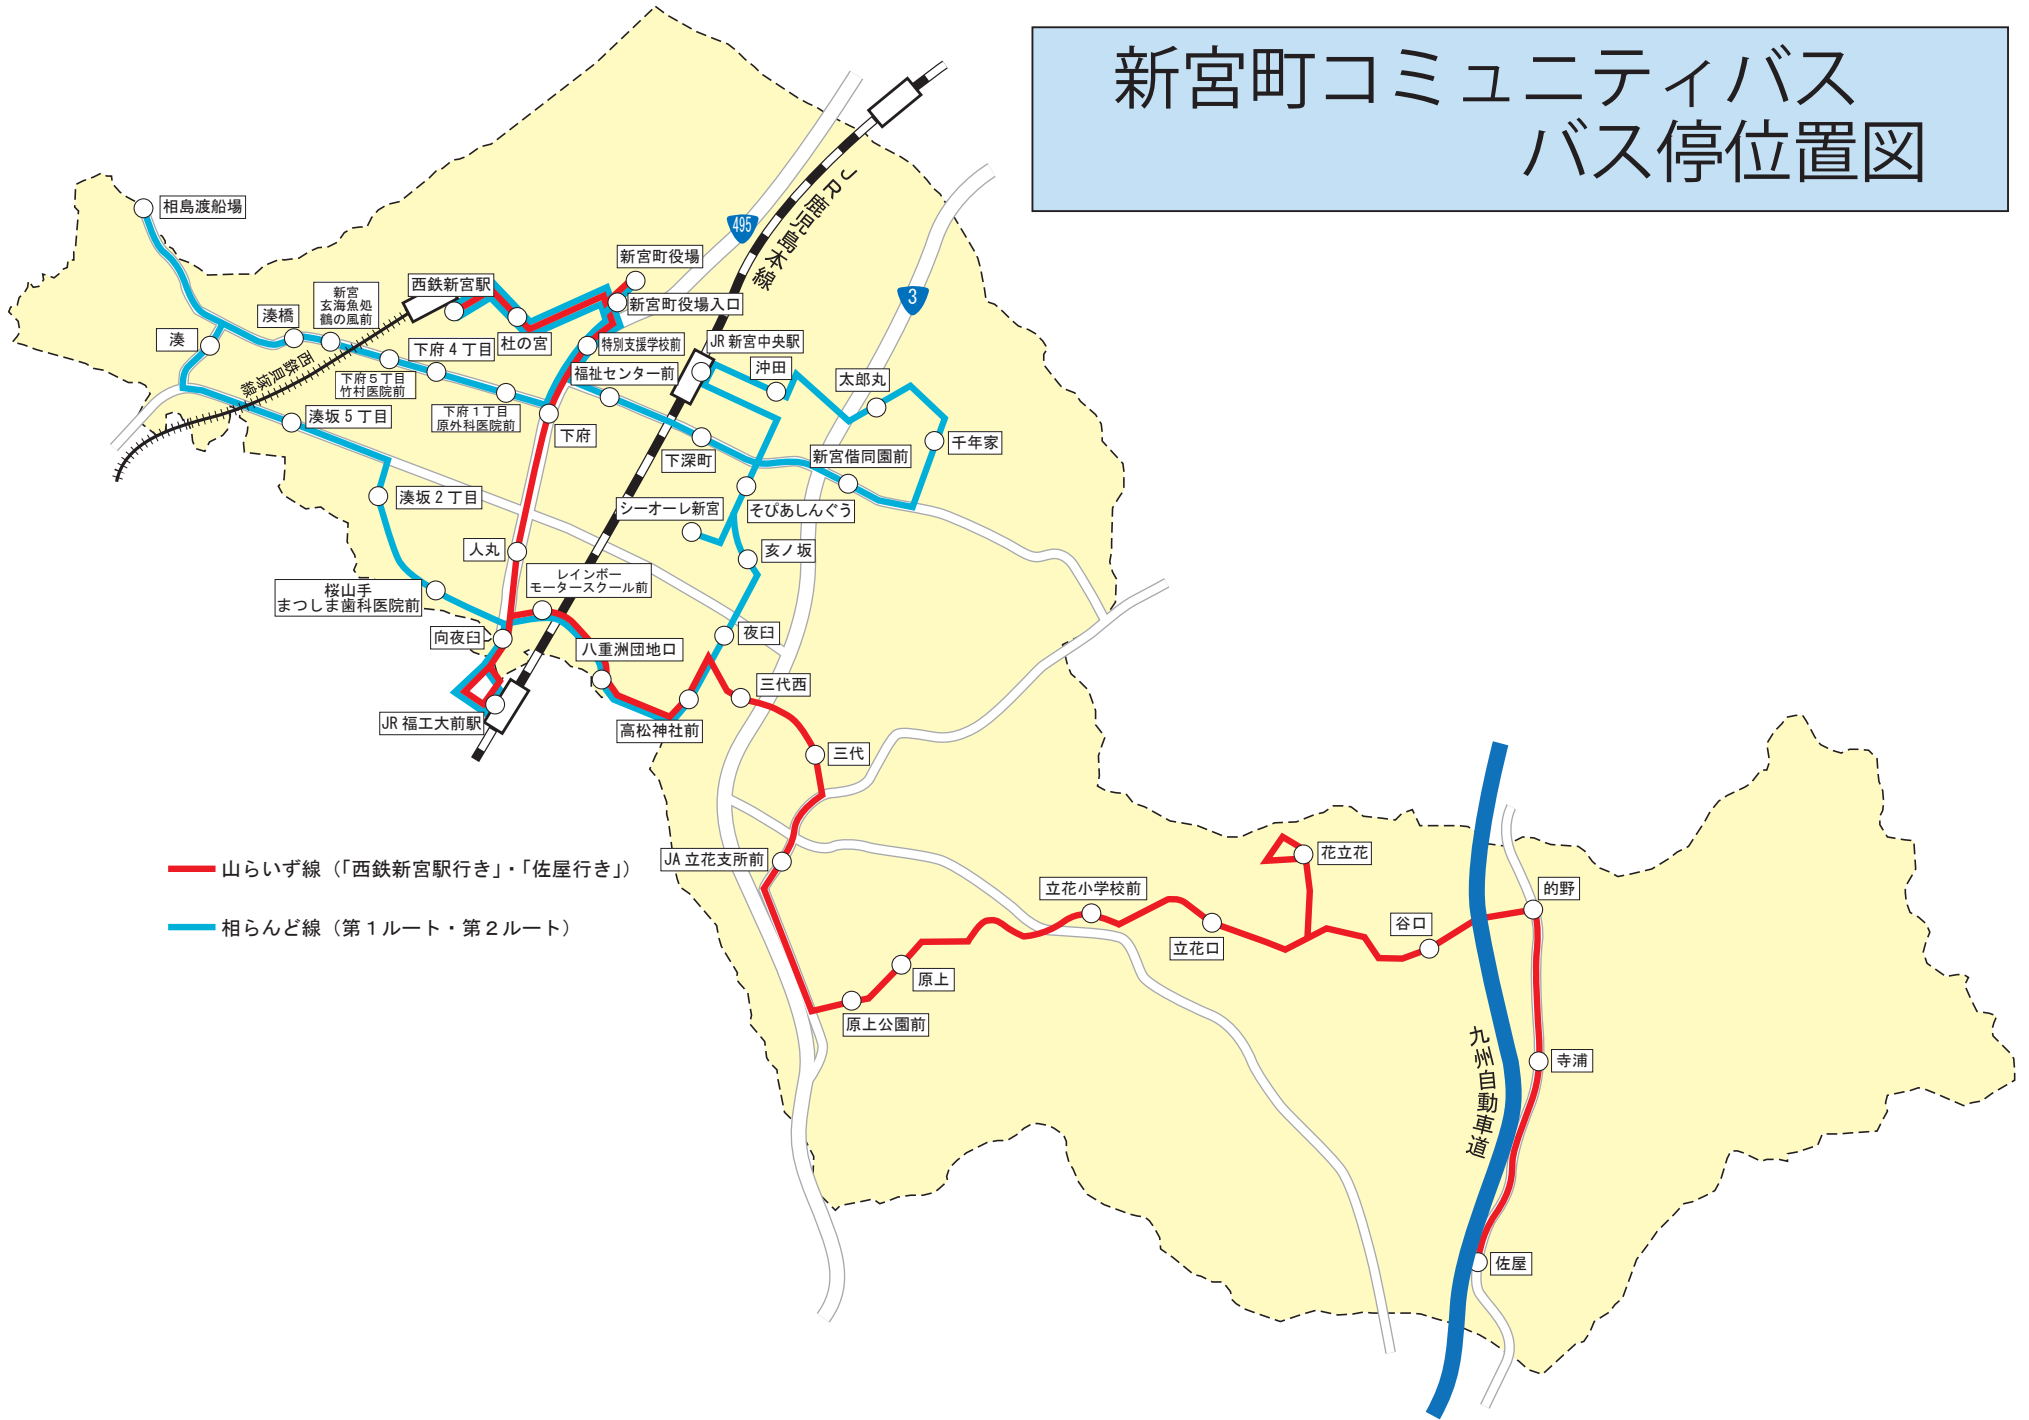 新宮町コミュニティバス
バス停位置図
相島渡船場
湊
湊橋
新宮
玄海魚処
鶴の風前
西鉄新宮駅
新宮町役場
495
JR鹿児島本線
3
新宮町役場入口
杜の宮
特別支援学校前
JR 新宮中央駅
下府 4 丁目
福祉センター前
沖田
太郎丸
西鉄貝塚線
下府 5 丁目
竹村医院前
下府 1 丁目
原外科医院前
湊坂 5 丁目
下府
下深町
新宮偕同園前
千年家
湊坂 2 丁目
シーオーレ新宮
そぴあしんぐう
人丸
亥ノ坂
レインボー
モータースクール前
桜山手
まつしま歯科医院前
向夜臼
八重洲団地口
夜臼
三代西
JR 福工大前駅
高松神社前
三代
JA 立花支所前
山らいず線（「西鉄新宮駅行き」・「佐屋行き」）
相らんど線（第１ルート・第２ルート）
花立花
立花小学校前
的野
谷口
立花口
原上
原上公園前
九州自動車道
寺浦
佐屋